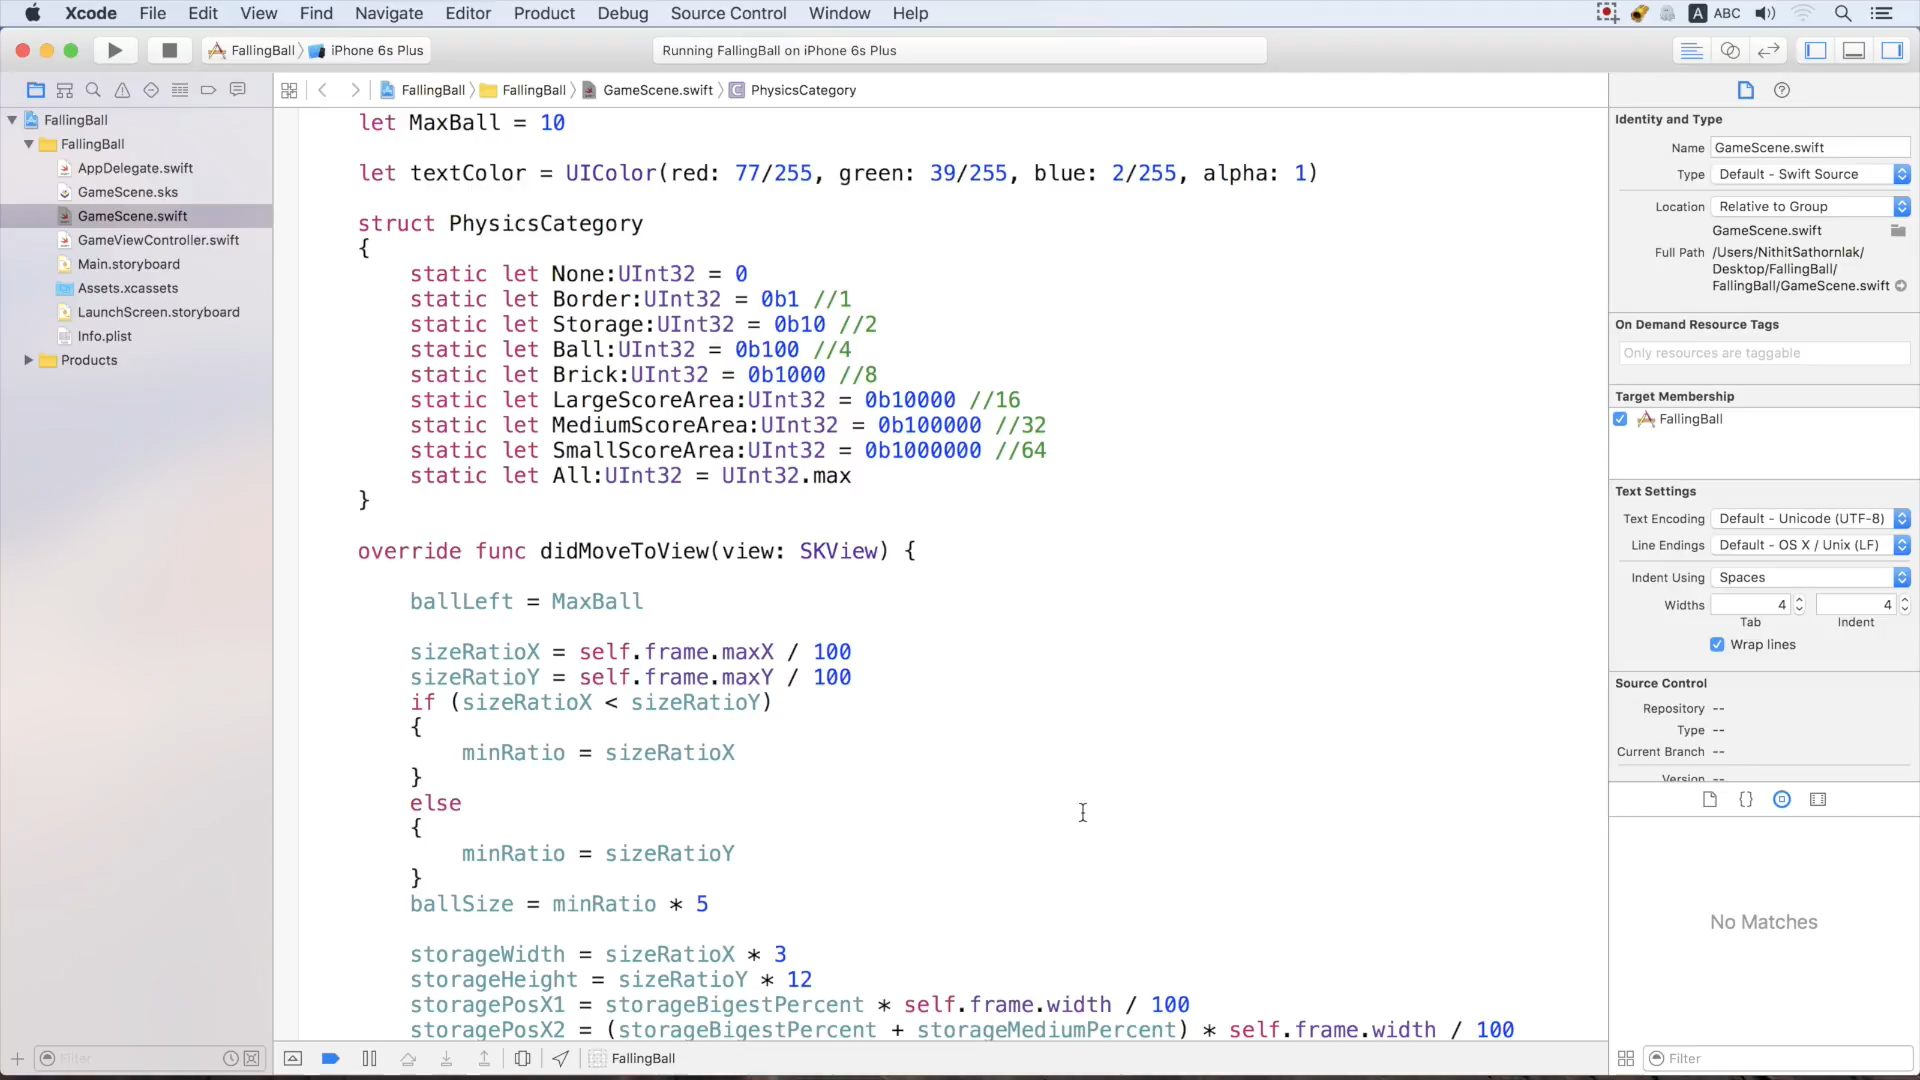 Xcode File Edit View Find Navigate Editor Product Debug Source Control Window Help
A ABC
FallingBall iPhone 6s Plus
Running FallingBall on iPhone 6s Plus
FallingBall FallingBall GameScene.swift C PhysicsCategory
FallingBall
FallingBall
AppDelegate.swift
GameScene.sks
GameScene.swift
GameViewController.swift
Main.storyboard
Assets.xcassets
LaunchScreen.storyboard
Info.plist
Products
Filter
let MaxBall = 10
let textColor = UIColor(red: 77/255, green: 39/255, blue: 2/255, alpha: 1)
struct PhysicsCategory
{
static let None:UInt32 = 0
static let Border:UInt32 = 0b1 //1
static let Storage:UInt32 = 0b10 //2
static let Ball:UInt32 = 0b100 //4
static let Brick:UInt32 = 0b1000 //8
static let LargeScoreArea:UInt32 = 0b10000 //16
static let MediumScoreArea:UInt32 = 0b100000 //32
static let SmallScoreArea:UInt32 = 0b1000000 //64
static let All:UInt32 = UInt32.max
}
override func didMoveToView(view: SKView) {
ballLeft = MaxBall
sizeRatioX = self.frame.maxX / 100
sizeRatioY = self.frame.maxY / 100
if (sizeRatioX < sizeRatioY)
{
minRatio = sizeRatioX
}
else
{
minRatio = sizeRatioY
}
ballSize = minRatio * 5
storageWidth = sizeRatioX * 3
storageHeight = sizeRatioY * 12
storagePosX1 = storageBigestPercent * self.frame.width / 100
storagePosX2 = (storageBigestPercent + storageMediumPercent) * self.frame.width / 100
FallingBall
Identity and Type
Name GameScene.swift
Type Default - Swift Source
Location Relative to Group
GameScene.swift
Full Path /Users/NithitSathornlak/
Desktop/FallingBall/
FallingBall/GameScene.swift
On Demand Resource Tags
Only resources are taggable
Target Membership
FallingBall
Text Settings
Text Encoding Default - Unicode (UTF-8)
Line Endings Default - OS X / Unix (LF)
Indent Using Spaces
Widths 4 4
Tab Indent
Wrap lines
Source Control
Repository --
Type --
Current Branch --
Version --
{}
No Matches
Filter